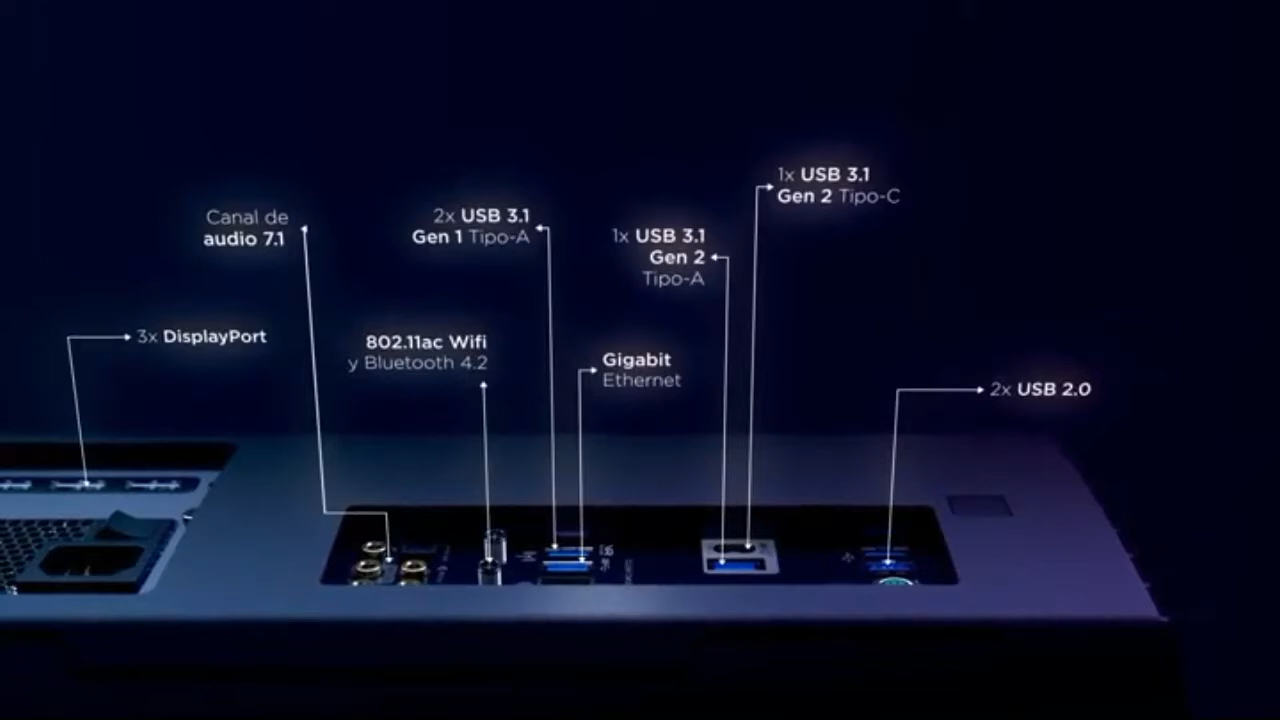 1x USB 3.1
Gen 2 Tipo-C
Canal de
audio 7.1
2x USB 3.1
Gen 1 Tipo-A
1x USB 3.1
Gen 2
Tipo-A
3x DisplayPort
802.11ac Wifi
y Bluetooth 4.2
Gigabit
Ethernet
2x USB 2.0